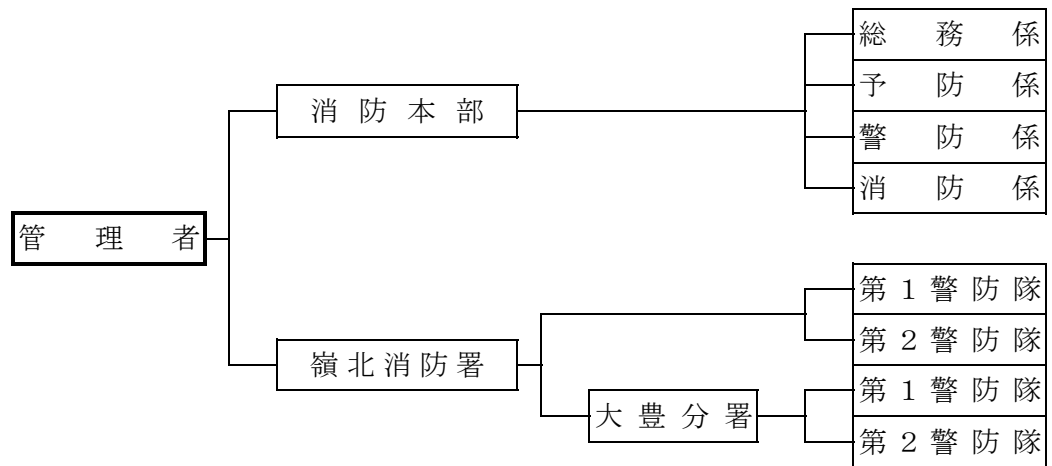 総務係
予防係
消防本部
警防係
消防係
管理者
第1警防隊
第2警防隊
嶺北消防署
第1警防隊
大豊分署
第2警防隊